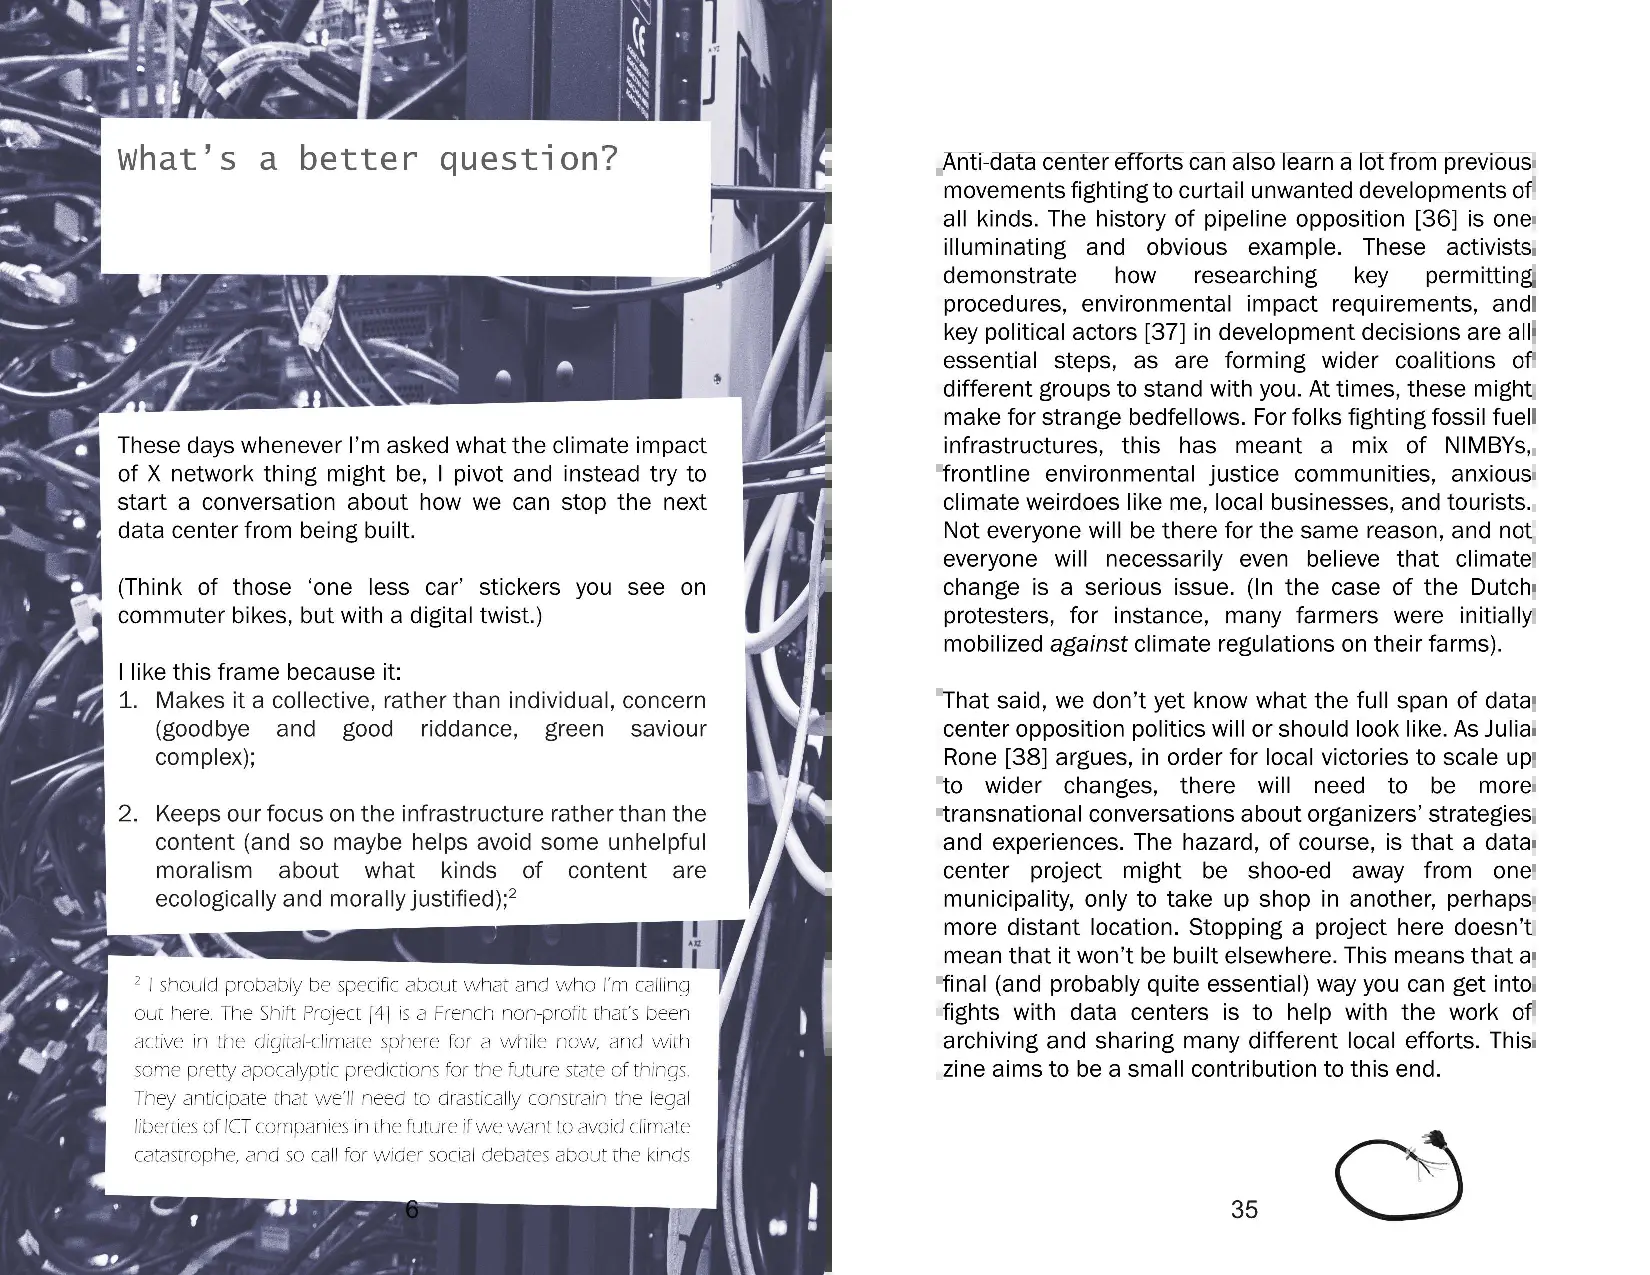 What's a better question?
These days whenever I'm asked what the climate impact
of X network thing might be, I pivot and instead try to
start a conversation about how we can stop the next
data center from being built.
(Think of those 'one less car' stickers you see on
commuter bikes, but with a digital twist.)
I like this frame because it:
1. Makes it a collective, rather than individual, concern
(goodbye and good riddance, green saviour
complex);
2. Keeps our focus on the infrastructure rather than the
content (and so maybe helps avoid some unhelpful
moralism about what kinds of content are
ecologically and morally justified);2
2 I should probably be specific about what and who I'm calling
out here. The Shift Project [4] is a French non-profit that's been
active in the digital-climate sphere for a while now, and with
some pretty apocalyptic predictions for the future state of things.
They anticipate that we'll need to drastically constrain the legal
liberties of ICT companies in the future if we want to avoid climate
catastrophe, and so call for wider social debates about the kinds
6
Anti-data center efforts can also learn a lot from previous
movements fighting to curtail unwanted developments of
all kinds. The history of pipeline opposition [36] is one
illuminating and obvious example. These activists
demonstrate how researching key permitting
procedures, environmental impact requirements, and
key political actors [37] in development decisions are all
essential steps, as are forming wider coalitions of
different groups to stand with you. At times, these might
make for strange bedfellows. For folks fighting fossil fuel
infrastructures, this has meant a mix of NIMBYs,
frontline environmental justice communities, anxious
climate weirdoes like me, local businesses, and tourists.
Not everyone will be there for the same reason, and not
everyone will necessarily even believe that climate
change is a serious issue. (In the case of the Dutch
protesters, for instance, many farmers were initially
mobilized against climate regulations on their farms).
That said, we don't yet know what the full span of data
center opposition politics will or should look like. As Julia
Rone [38] argues, in order for local victories to scale up
to wider changes, there will need to be more
transnational conversations about organizers' strategies
and experiences. The hazard, of course, is that a data
center project might be shoo-ed away from one
municipality, only to take up shop in another, perhaps
more distant location. Stopping a project here doesn't
mean that it won't be built elsewhere. This means that a
final (and probably quite essential) way you can get into
fights with data centers is to help with the work of
archiving and sharing many different local efforts. This
zine aims to be a small contribution to this end.
35